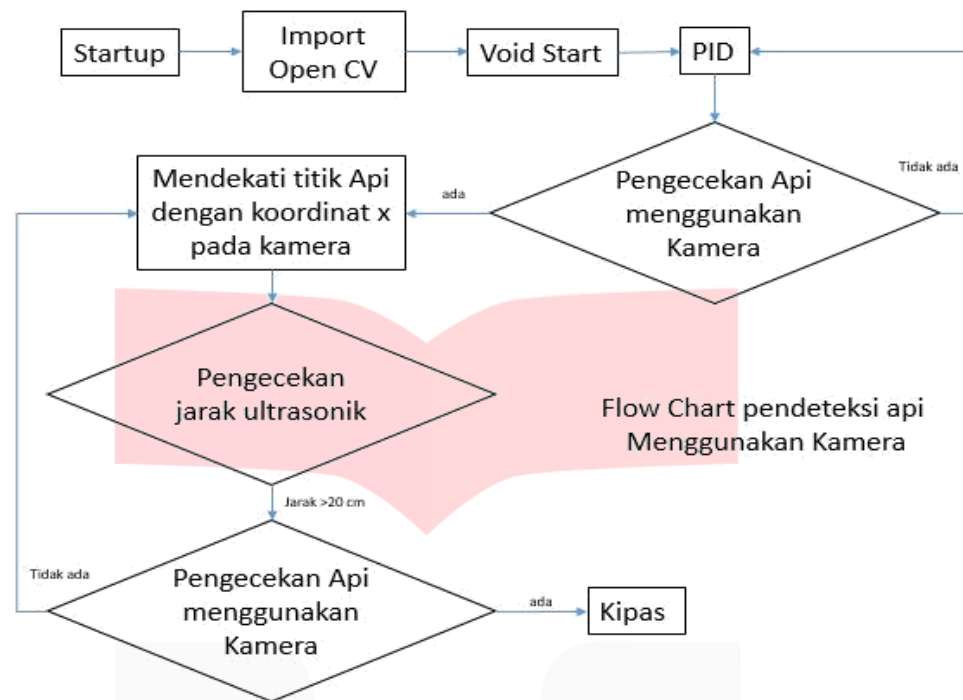 Startup
Import
Open CV
Void Start
PID
Pengecekan Api
menggunakan
Kamera
Tidak ada
ada
Mendekati titik Api
dengan koordinat x
pada kamera
Pengecekan
jarak ultrasonik
Flow Chart pendeteksi api
Menggunakan Kamera
Jarak >20 cm
Pengecekan Api
menggunakan
Kamera
Tidak ada
ada
Kipas